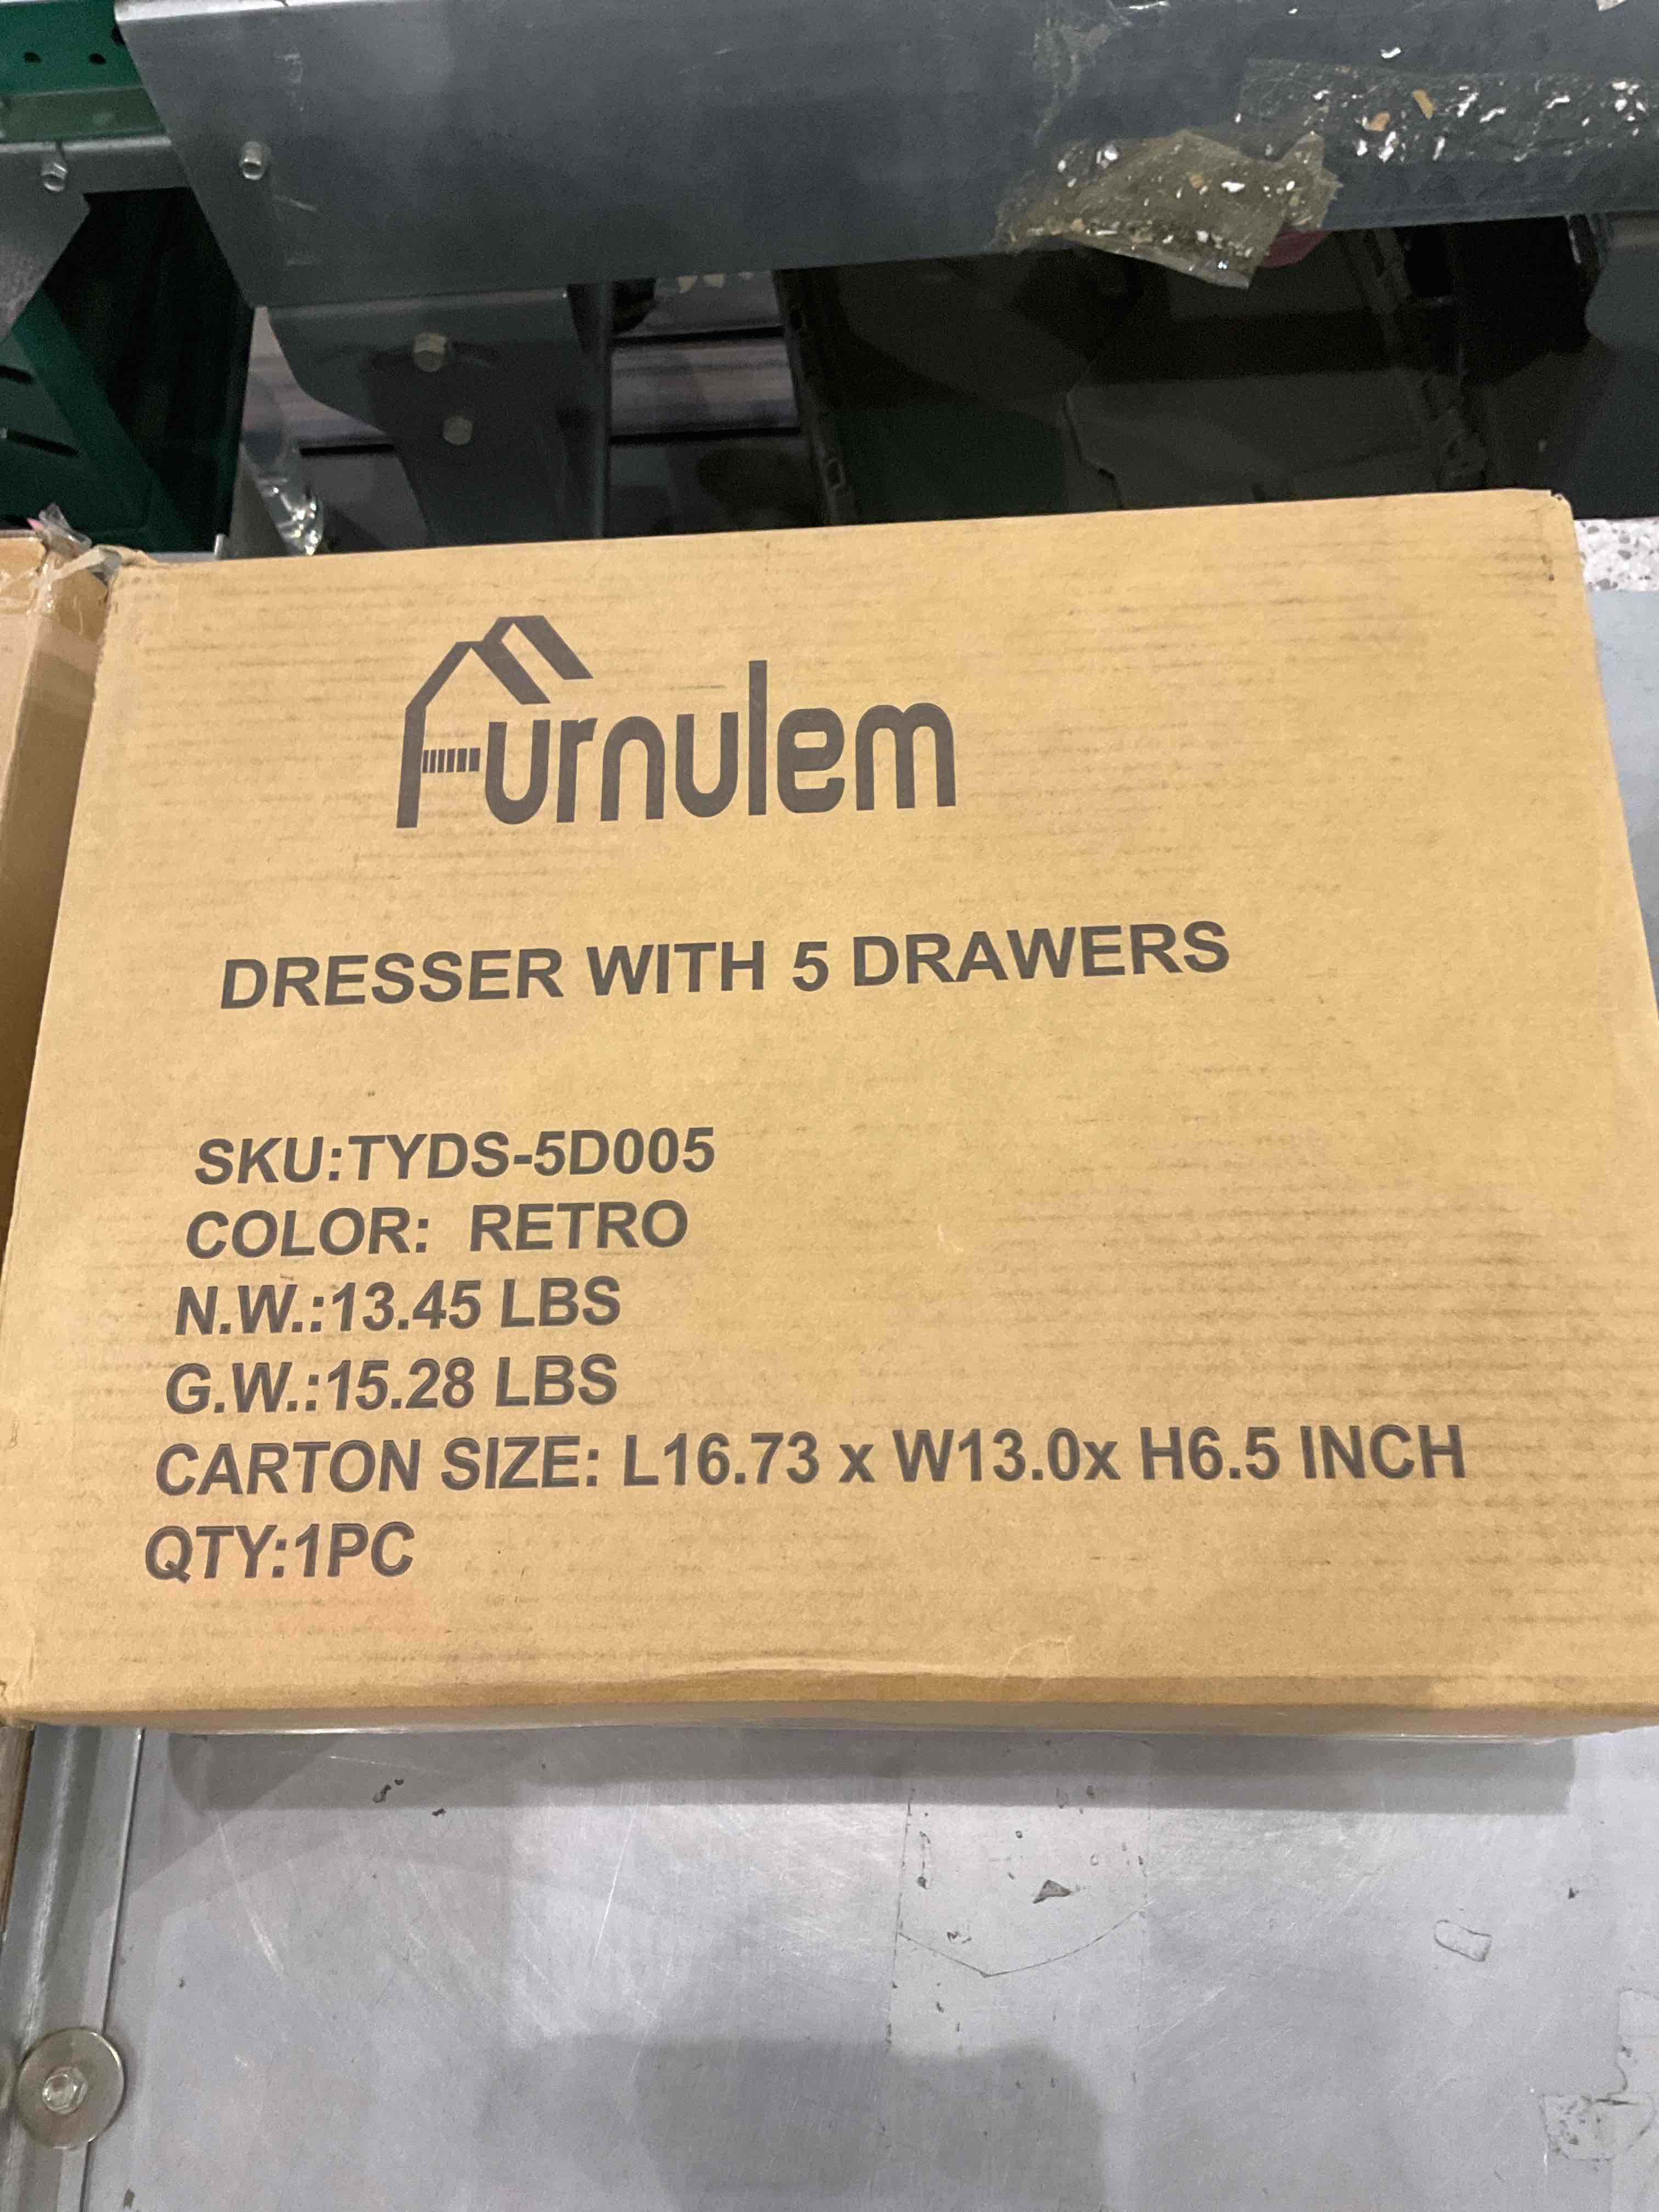 Furnulem
DRESSER WITH 5 DRAWERS
SKU:TYDS-5D005
COLOR: RETRO
N.W.:13.45 LBS
G.W.:15.28 LBS
CARTON SIZE: L16.73 x W13.0x H6.5 INCH
QTY:1PC